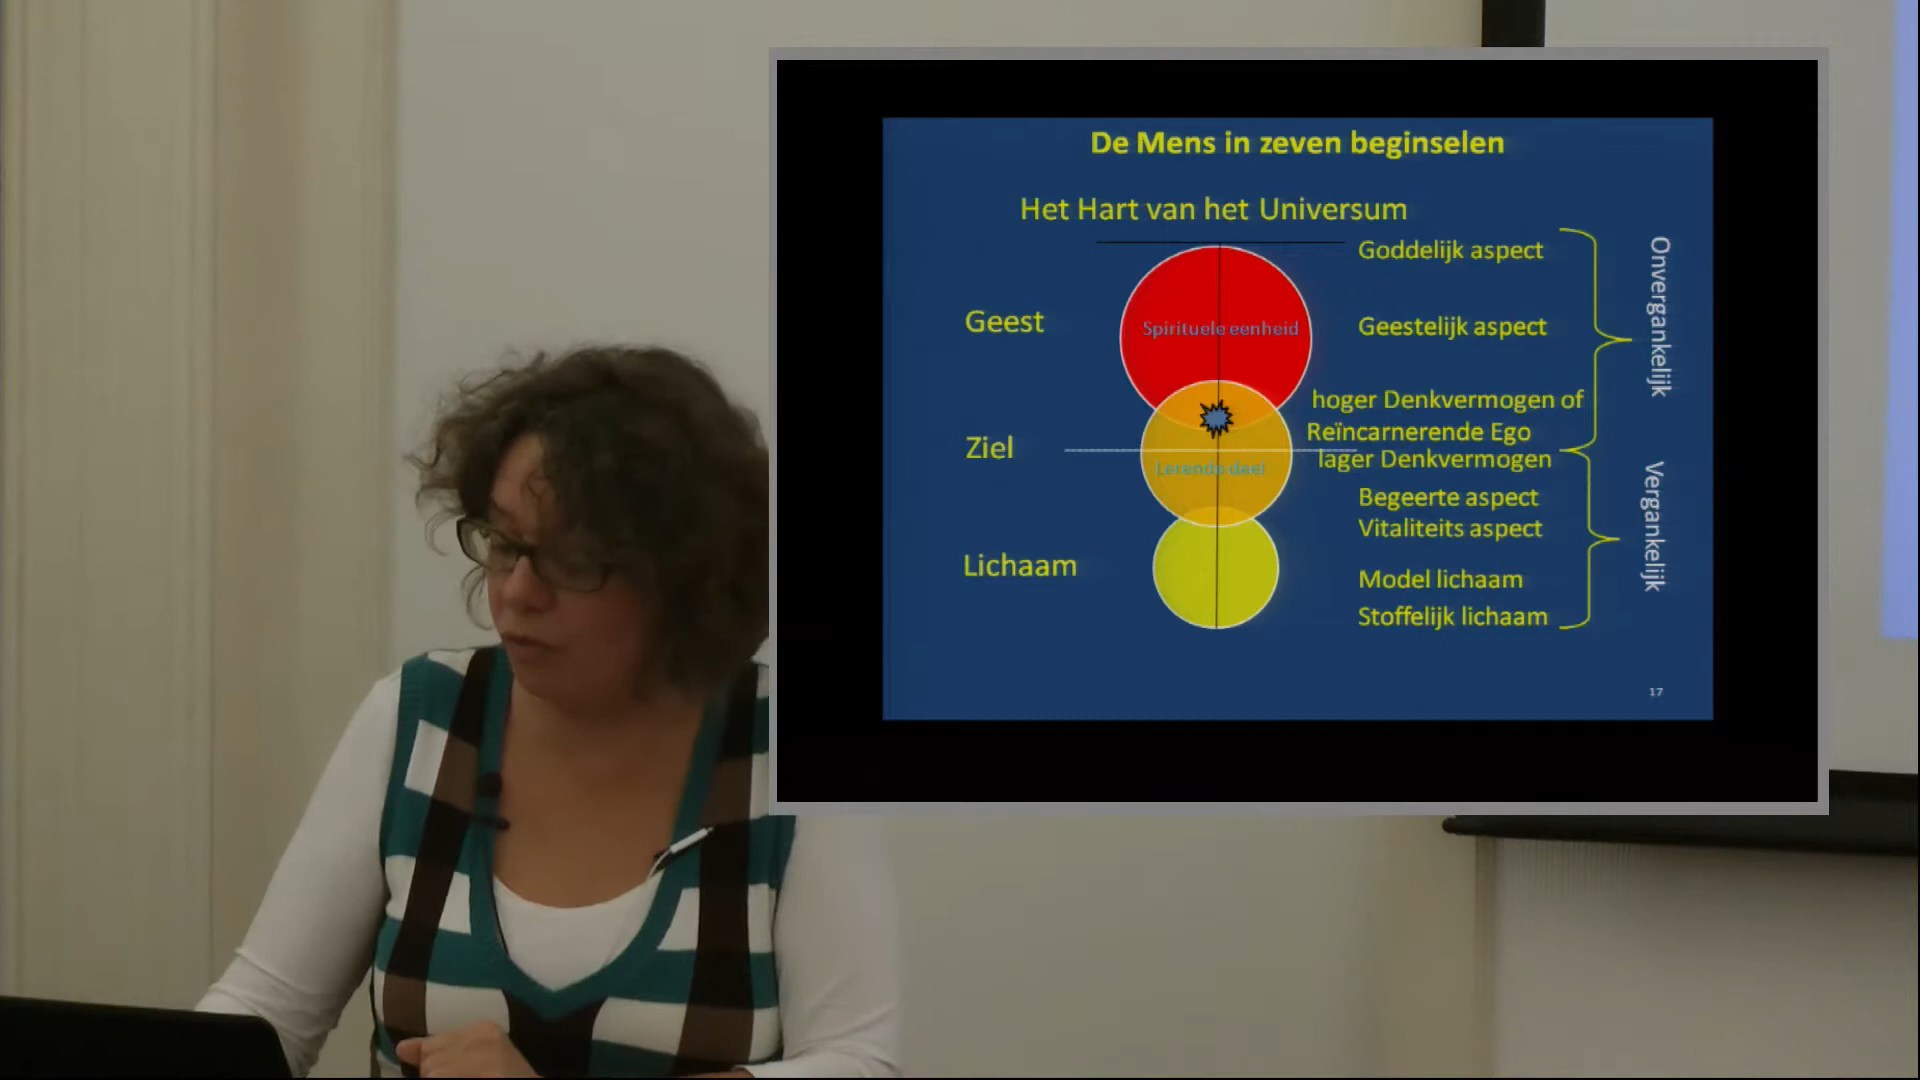 De Mens in zeven beginselen
Het Hart van het Universum
Goddelijk aspect
Geest
Spirituele eenheid
Geestelijk aspect
Onvergankelijk
hoger Denkvermogen of
Reïncarnerende Ego
Ziel
lager Denkvermogen
Lerende deel
Begeerte aspect
Vitaliteits aspect
Vergankelijk
Lichaam
Model lichaam
Stoffelijk lichaam
17